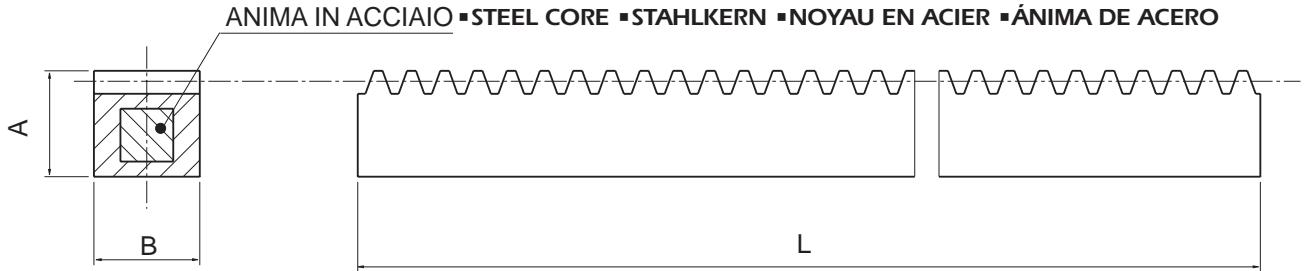 ANIMA IN ACCIAIO ▪STEEL CORE ▪STAHLKERN ▪NOYAU EN ACIER ▪ÁNIMA DE ACERO
A
B
L